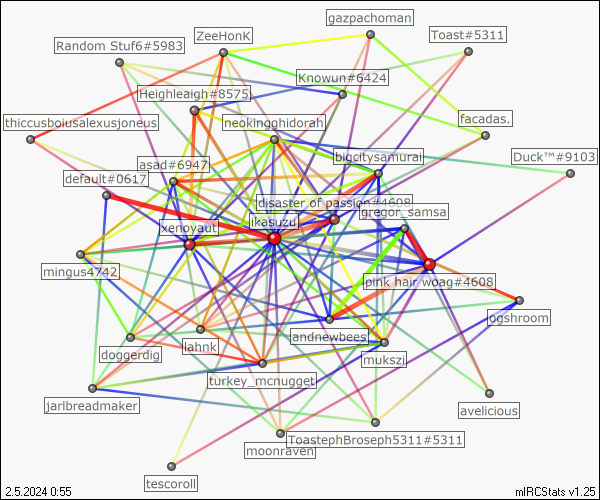 gazpachoman
ZeeHonK
Toast#5311
Random Stuf6#5983
Knowun#6424
Heighleaigh#8575
thiccusboiusalexusjoneus
neokingghidorah
facadas.
bigcitysamurai
Duck™#9103
asad#6947
default#0617
disaster of passion#4608
gregor_samsa
ikasuzu
xenoyaut
mingus4742
pink hair woag#4608
ogshroom
andnewbees
lahnk
doggerdig
mukszj
turkey_mcnugget
jarlbreadmaker
avelicious
ToastephBroseph5311#5311
moonraven
tescoroll
2.5.2024 0:55
mIRCStats v1.25